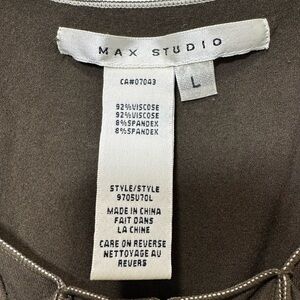 MAX STUDIO
L
CA#07043
92%VISCOSE
92%VISCOSE
8%SPANDEX
8%SPANDEX
STYLE/STYLE
9705U70L
MADE IN CHINA
FAIT DANS
LA CHINE
CARE ON REVERSE
NETTOYAGE AU
REVERS